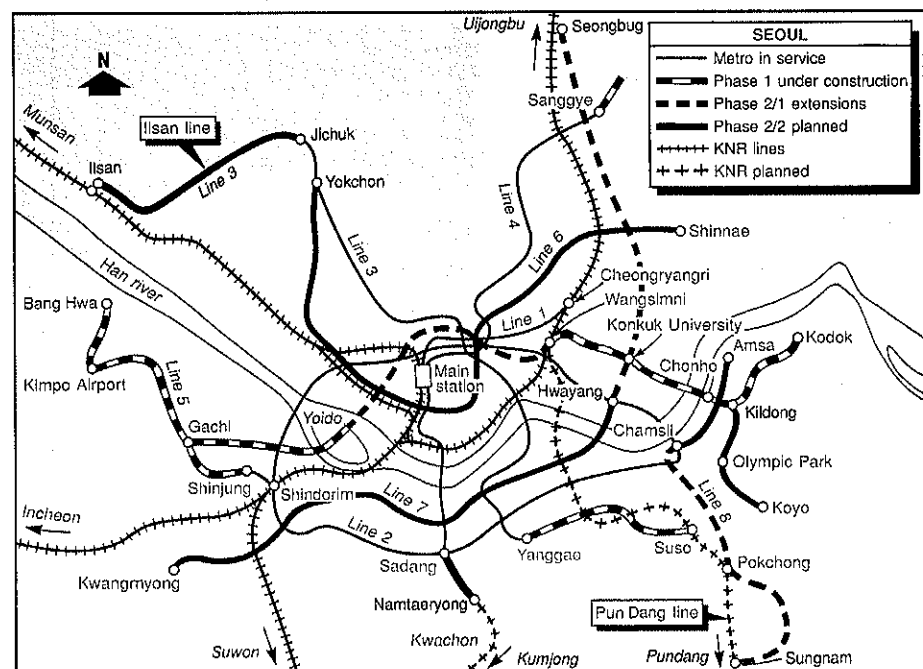 Uijongbu
Seongbug
SEOUL
Metro in service
Phase 1 under construction
Phase 2/1 extensions
Phase 2/2 planned
KNR lines
KNR planned
N
Sanggye
Munsan
Ilsan line
Jichuk
Ilsan
Line 3
Yokchon
Line 4
Shinnae
Line 6
Line 3
Han river
Cheongryangri
Bang Hwa
Line 1
Wangsimni
Konkuk University
Kodok
Amsa
Chonho
Kimpo Airport
Main
station
Hwayang
Line 5
Kildong
Yoido
Chamsli
Gachl
Olympic Park
Shinjung
Shindorim
Line 7
Line 8
Koyo
Incheon
Line 2
Yanggao
Suso
Sadang
Pokchong
Kwangmyong
Namtaeryong
Pun Dang line
Suwon
Kwachon
Kumjong
Pundang
Sungnam